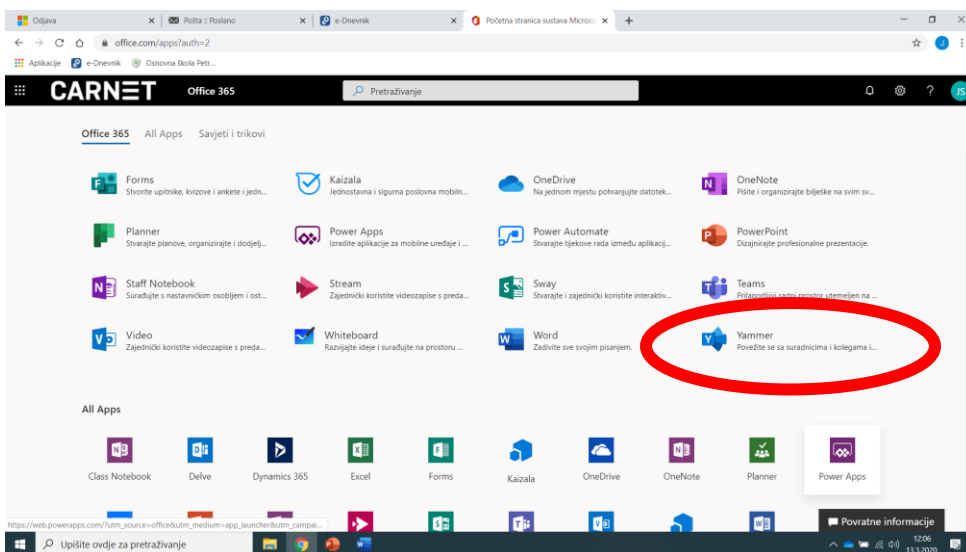 Odjava
Pošta :: Poslano
e-Dnevnik
Početna stranica sustava Microso
office.com/apps?auth=2
Aplikacije
e-Dnevnik
Osnovna škola Petr...
CARNET
Office 365
Pretraživanje
?
JS
Office 365
All Apps
Savjeti i trikovi
Forms
Stvorite upitnike, kvizove i ankete i jedn...
Kaizala
Jednostavna i sigurna poslovna mobiln...
OneDrive
Na jednom mjestu pohranjujte datotek...
OneNote
Pišite i organizirajte bilješke na svim sv...
Planner
Stvarajte planove, organizirajte i dodjelj...
Power Apps
Izradite aplikacije za mobilne uređaje i ...
Power Automate
Stvarajte tijekove rada između aplikacij...
PowerPoint
Dizajnirajte profesionalne prezentacije.
Staff Notebook
Surađujte s nastavničkim osobljem i ost...
Stream
Zajednički koristite videozapise s preda...
Sway
Stvarajte i zajednički koristite interaktiv...
Teams
Prilagodljivi radni prostor utemeljen na ...
Video
Zajednički koristite videozapise s preda...
Whiteboard
Razvijajte ideje i surađujte na prostoru ...
Word
Zadivite sve svojim pisanjem.
Yammer
Povežite se sa suradnicima i kolegama i...
All Apps
Class Notebook
Delve
Dynamics 365
Excel
Forms
Kaizala
OneDrive
OneNote
Planner
Power Apps
https://web.powerapps.com/?utm_source=office&utm_medium=app_launcher&utm_campai...
Povratne informacije
Upišite ovdje za pretraživanje
12:06
13.3.2020.